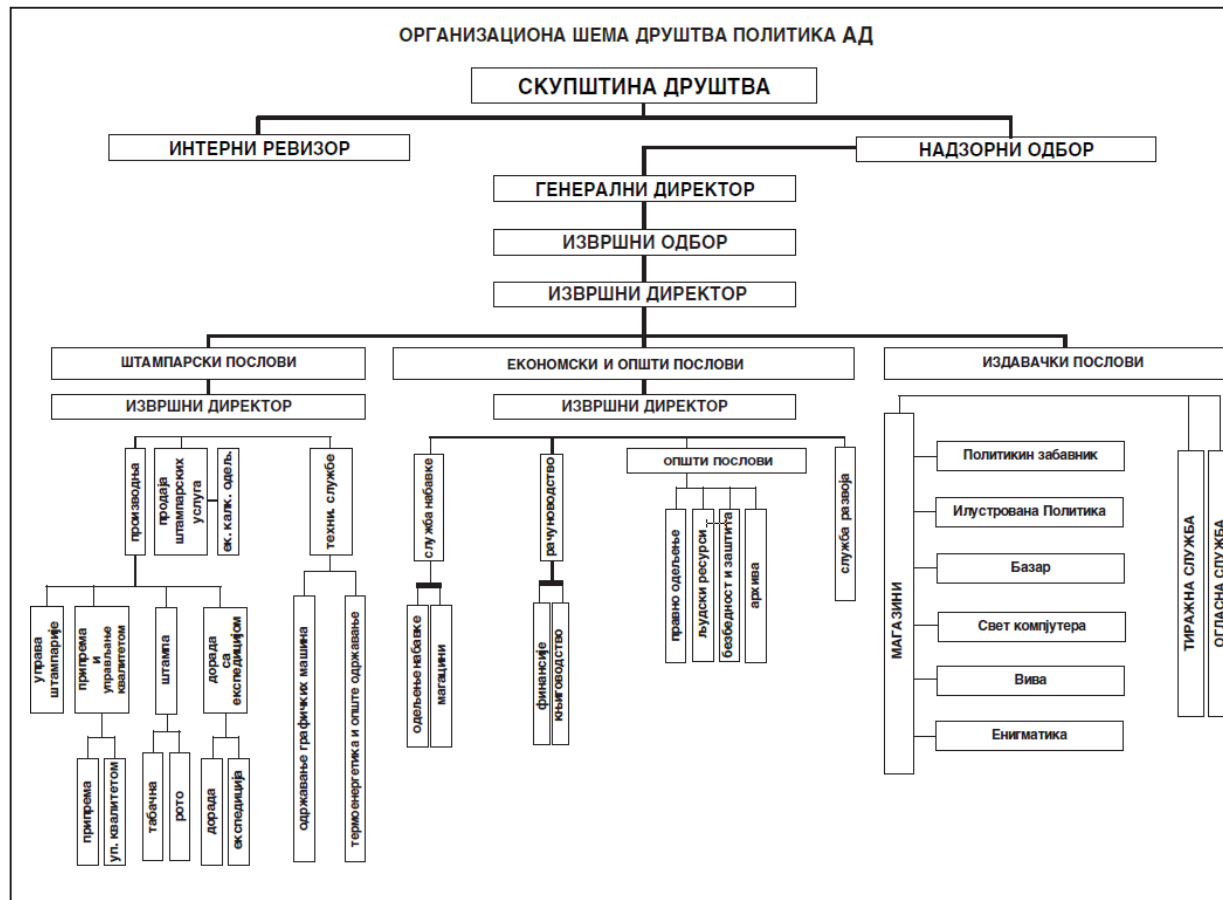 ОРГАНИЗАЦИОНА ШЕМА ДРУШТВА ПОЛИТИКА АД
СКУПШТИНА ДРУШТВА
ИНТЕРНИ РЕВИЗОР
НАДЗОРНИ ОДБОР
ГЕНЕРАЛНИ ДИРЕКТОР
ИЗВРШНИ ОДБОР
ИЗВРШНИ ДИРЕКТОР
ШТАМПАРСКИ ПОСЛОВИ
ЕКОНОМСКИ И ОПШТИ ПОСЛОВИ
ИЗДАВАЧКИ ПОСЛОВИ
ИЗВРШНИ ДИРЕКТОР
ИЗВРШНИ ДИРЕКТОР
производња
продаја
штампарских
услуга
ек. калк. одељ.
техни. службе
управа
штампарије
припрема
и
управљање
квалитетом
штампа
дорада
са
експедицијом
припрема
уп. квалитетом
табачна
рото
дорада
експедиција
одржавање графичких машина
термоенергетика и опште одржавање
служба набавке
рачуноводство
ОПШТИ ПОСЛОВИ
служба развоја
одељење набавке
магацини
финансије
књиговодство
правно одељење
људски ресурси
безбедност и заштита
архива
МАГАЗИНИ
Политикин забавник
Илустрована Политика
Базар
Свет компјутера
Вива
Енигматика
ТИРАЖНА СЛУЖБА
ОГЛАСНА СЛУЖБА